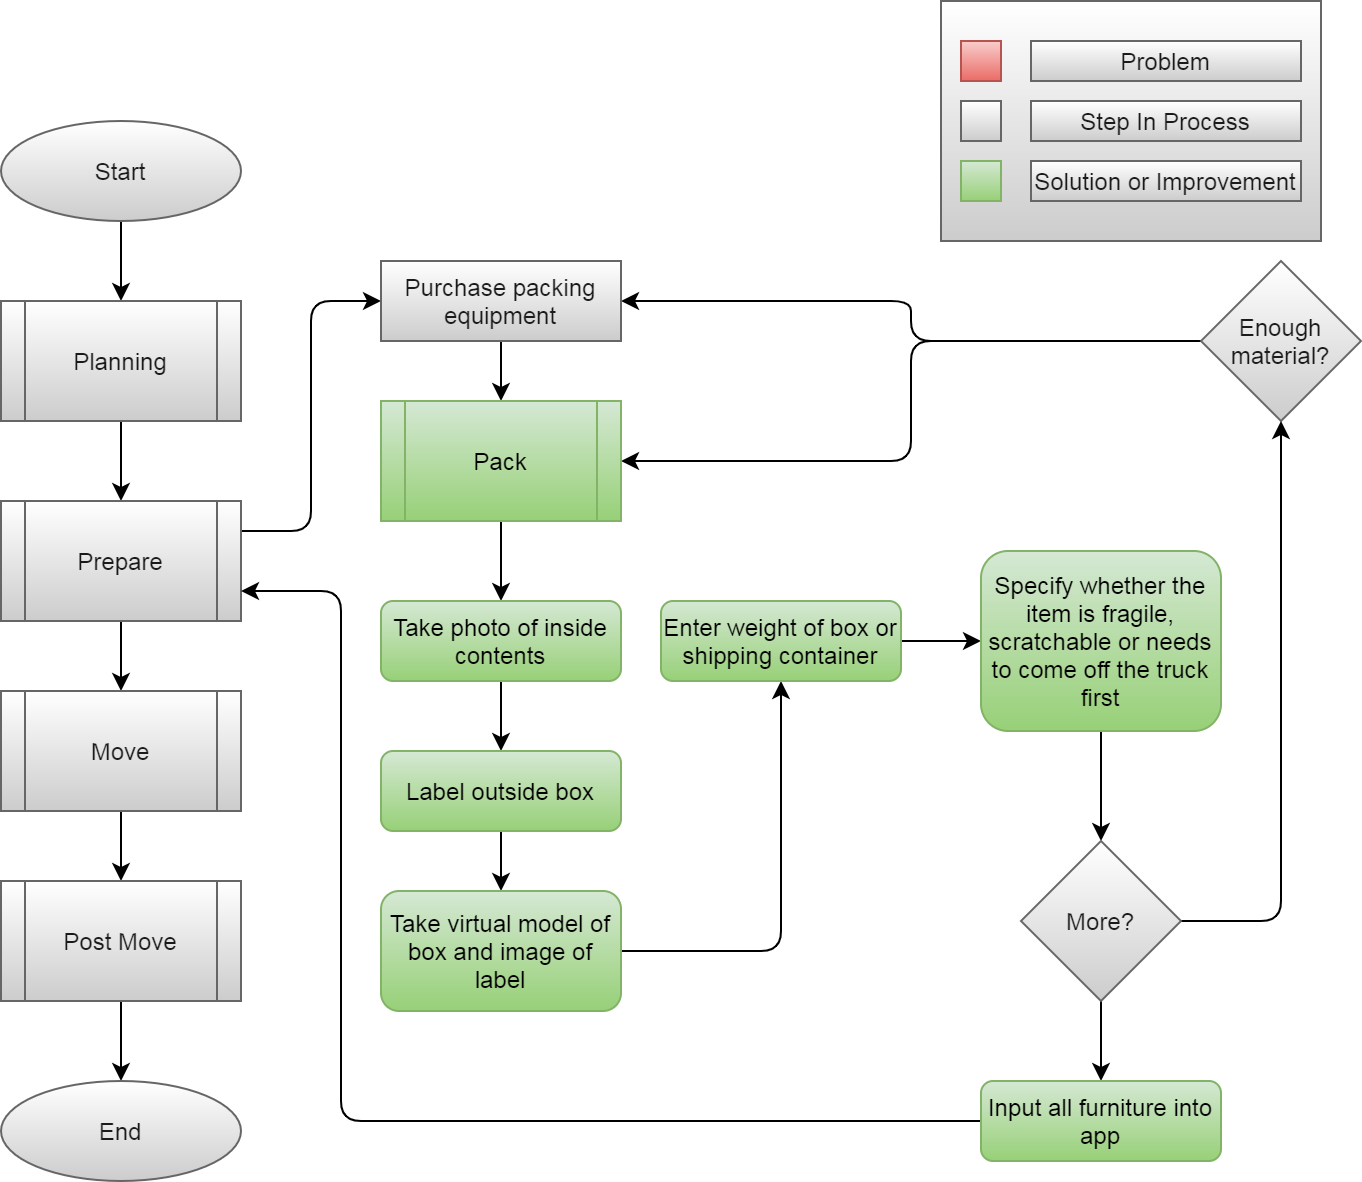 Problem
Step In Process
Solution or Improvement
Start
Planning
Prepare
Move
Post Move
End
Purchase packing
equipment
Pack
Take photo of inside
contents
Label outside box
Take virtual model of
box and image of
label
Enter weight of box or
shipping container
Specify whether the
item is fragile,
scratchable or needs
to come off the truck
first
More?
Enough
material?
Input all furniture into
app